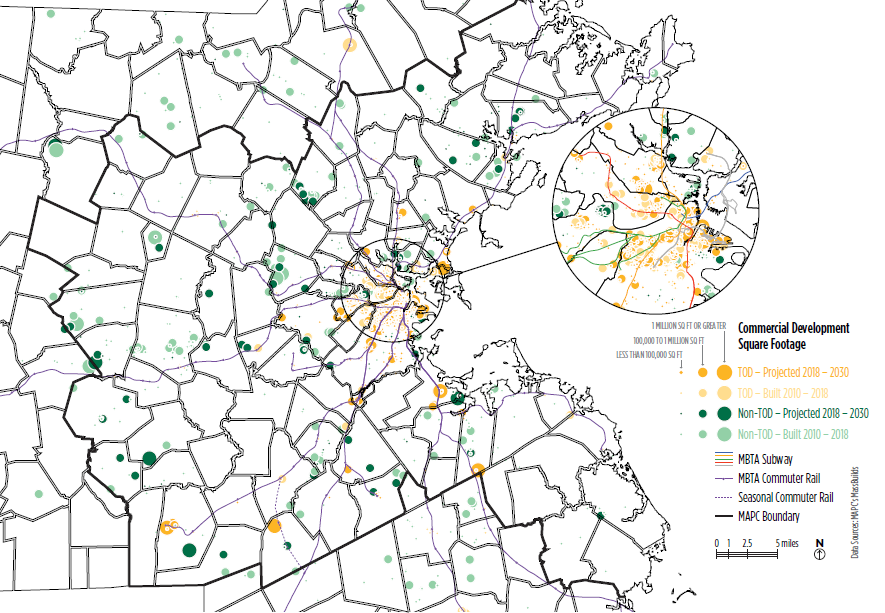 Commercial Development
Square Footage
1 MILLION SQ FT OR GREATER
100,000 TO 1 MILLION SQ FT
LESS THAN 100,000 SQ FT
TOD – Projected 2018 – 2030
TOD – Built 2010 – 2018
Non-TOD – Projected 2018 – 2030
Non-TOD – Built 2010 – 2018
MBTA Subway
MBTA Commuter Rail
Seasonal Commuter Rail
MAPC Boundary
0 1 2.5 5 miles
N
Data Sources: MAPC's MassBuilds